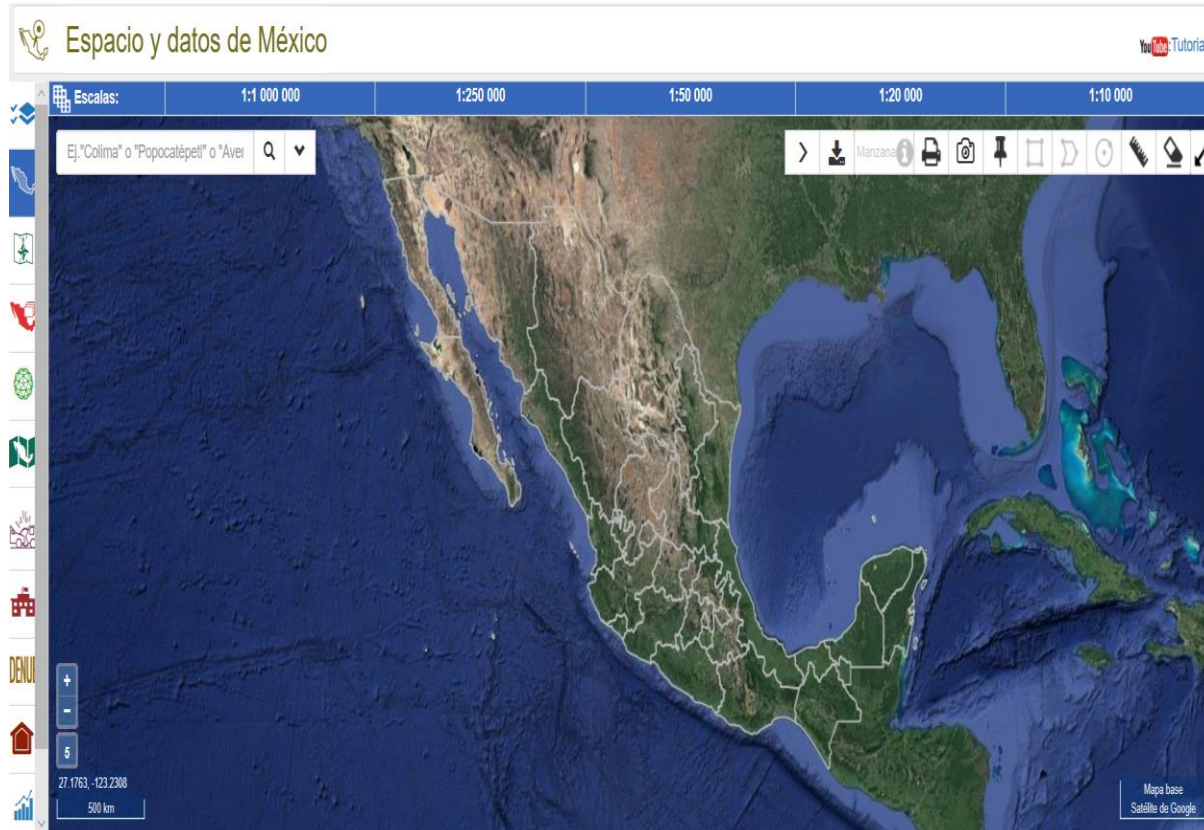 Espacio y datos de México
YouTube:Tutoria
Escalas:
1:1 000 000
1:250 000
1:50 000
1:20 000
1:10 000
Ej."Colima" o "Popocatépetl" o "Aver
Manzana
DENUE
+
−
5
27.1763, -123.2308
500 km
Mapa base
Satélite de Google